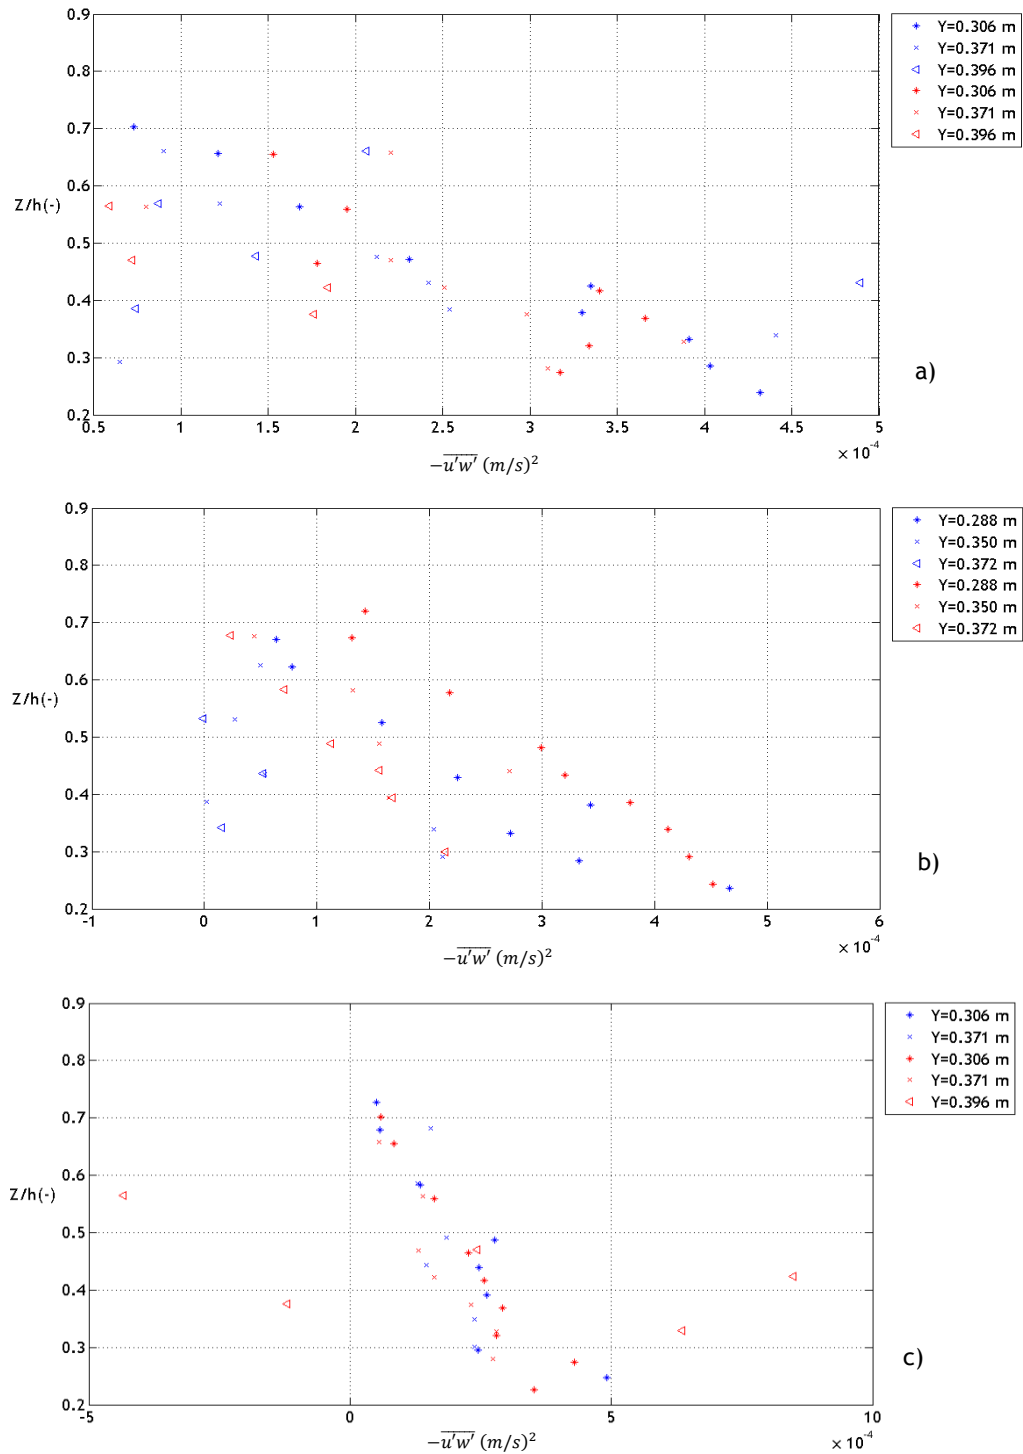 0.9
0.8
0.7
0.6
0.5
0.4
0.3
0.2
Z/h(-)
0.5 1 1.5 2 2.5 3 3.5 4 4.5 5
× 10⁻⁴
−u′w′ (m/s)²
Y=0.306 m
Y=0.371 m
Y=0.396 m
Y=0.306 m
Y=0.371 m
Y=0.396 m
a)
0.9
0.8
0.7
0.6
0.5
0.4
0.3
0.2
Z/h(-)
-1 0 1 2 3 4 5 6
× 10⁻⁴
−u′w′ (m/s)²
Y=0.288 m
Y=0.350 m
Y=0.372 m
Y=0.288 m
Y=0.350 m
Y=0.372 m
b)
0.9
0.8
0.7
0.6
0.5
0.4
0.3
0.2
Z/h(-)
-5 0 5 10
× 10⁻⁴
−u′w′ (m/s)²
Y=0.306 m
Y=0.371 m
Y=0.306 m
Y=0.371 m
Y=0.396 m
c)